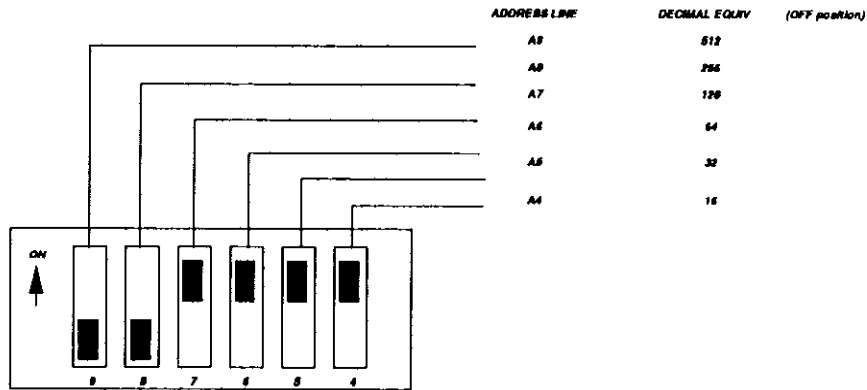 ADDRESS LINE DECIMAL EQUIV (OFF position)
A9 512
A8 256
A7 128
A6 64
A5 32
A4 16
ON
9 8 7 6 5 4